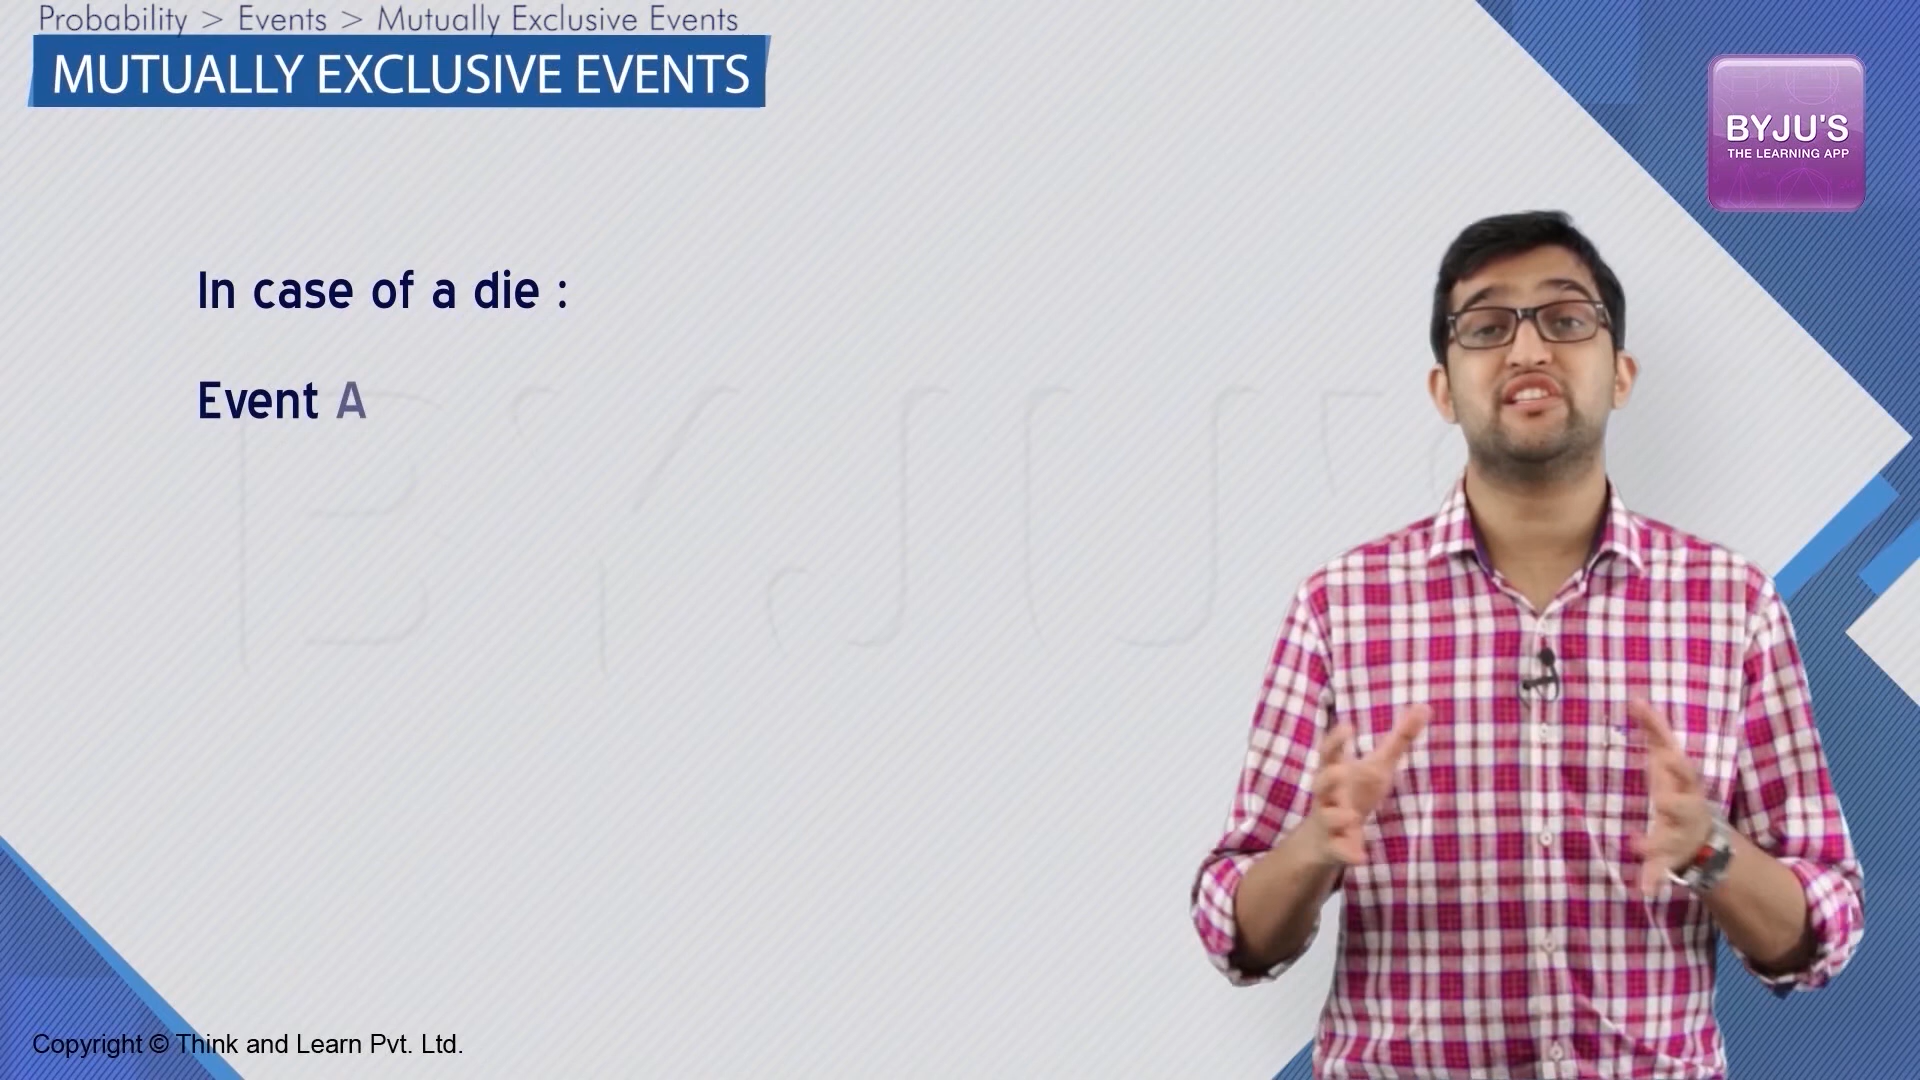 Probability > Events > Mutually Exclusive Events
MUTUALLY EXCLUSIVE EVENTS
BYJU'S
THE LEARNING APP
In case of a die :
Event A
BYJU'
Copyright © Think and Learn Pvt. Ltd.